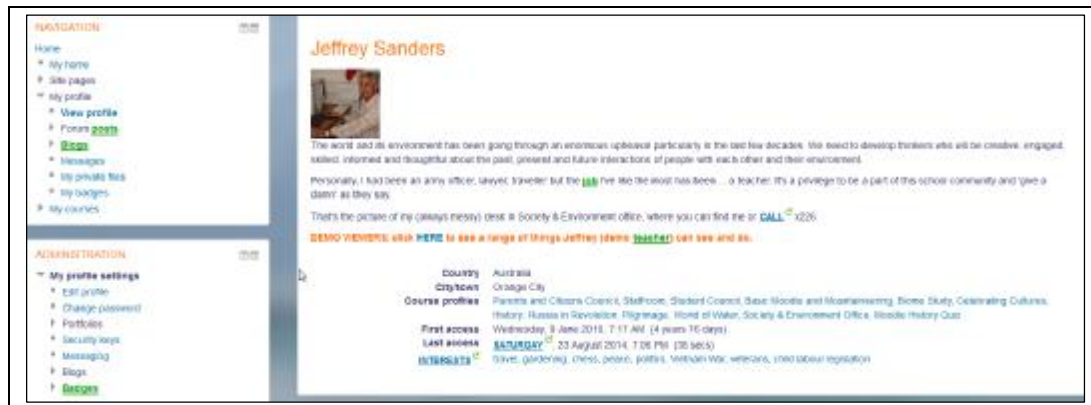 NAVIGATION
Home
My home
Site pages
My profile
View profile
Forum posts
Blogs
Messages
My private files
My badges
My courses
ADMINISTRATION
My profile settings
Edit profile
Change password
Portfolios
Security keys
Messaging
Blogs
Badges
Jeffrey Sanders
The world and its environment has been going through an enormous upheaval particularly in the last few decades. We need to develop thinkers who will be creative, engaged,
skilled, informed and thoughtful about the past, present and future interactions of people with each other and their environment.
Personally, I had been an army officer, lawyer, traveller but the job I've like the most has been ... a teacher. It's a privilege to be a part of this school community and 'give a
damn' as they say.
That's the picture of my (always messy) desk in Society & Environment office, where you can find me or CALL x226.
DEMO VIEWERS: click HERE to see a range of things Jeffrey (demo teacher) can see and do.
Country Australia
City/town Orange City
Course profiles Parents and Citizens Council, Staffroom, Student Council, Base Moodle and Mountaineering, Biome Study, Celebrating Cultures,
History: Russia in Revolution, Pilgrimage, World of Water, Society & Environment Office, Moodle History Quiz
First access Wednesday, 9 June 2010, 7:17 AM (4 years 76 days)
Last access SATURDAY, 23 August 2014, 7:06 PM (38 secs)
INTERESTS travel, gardening, chess, peace, politics, Vietnam War, veterans, child labour legislation